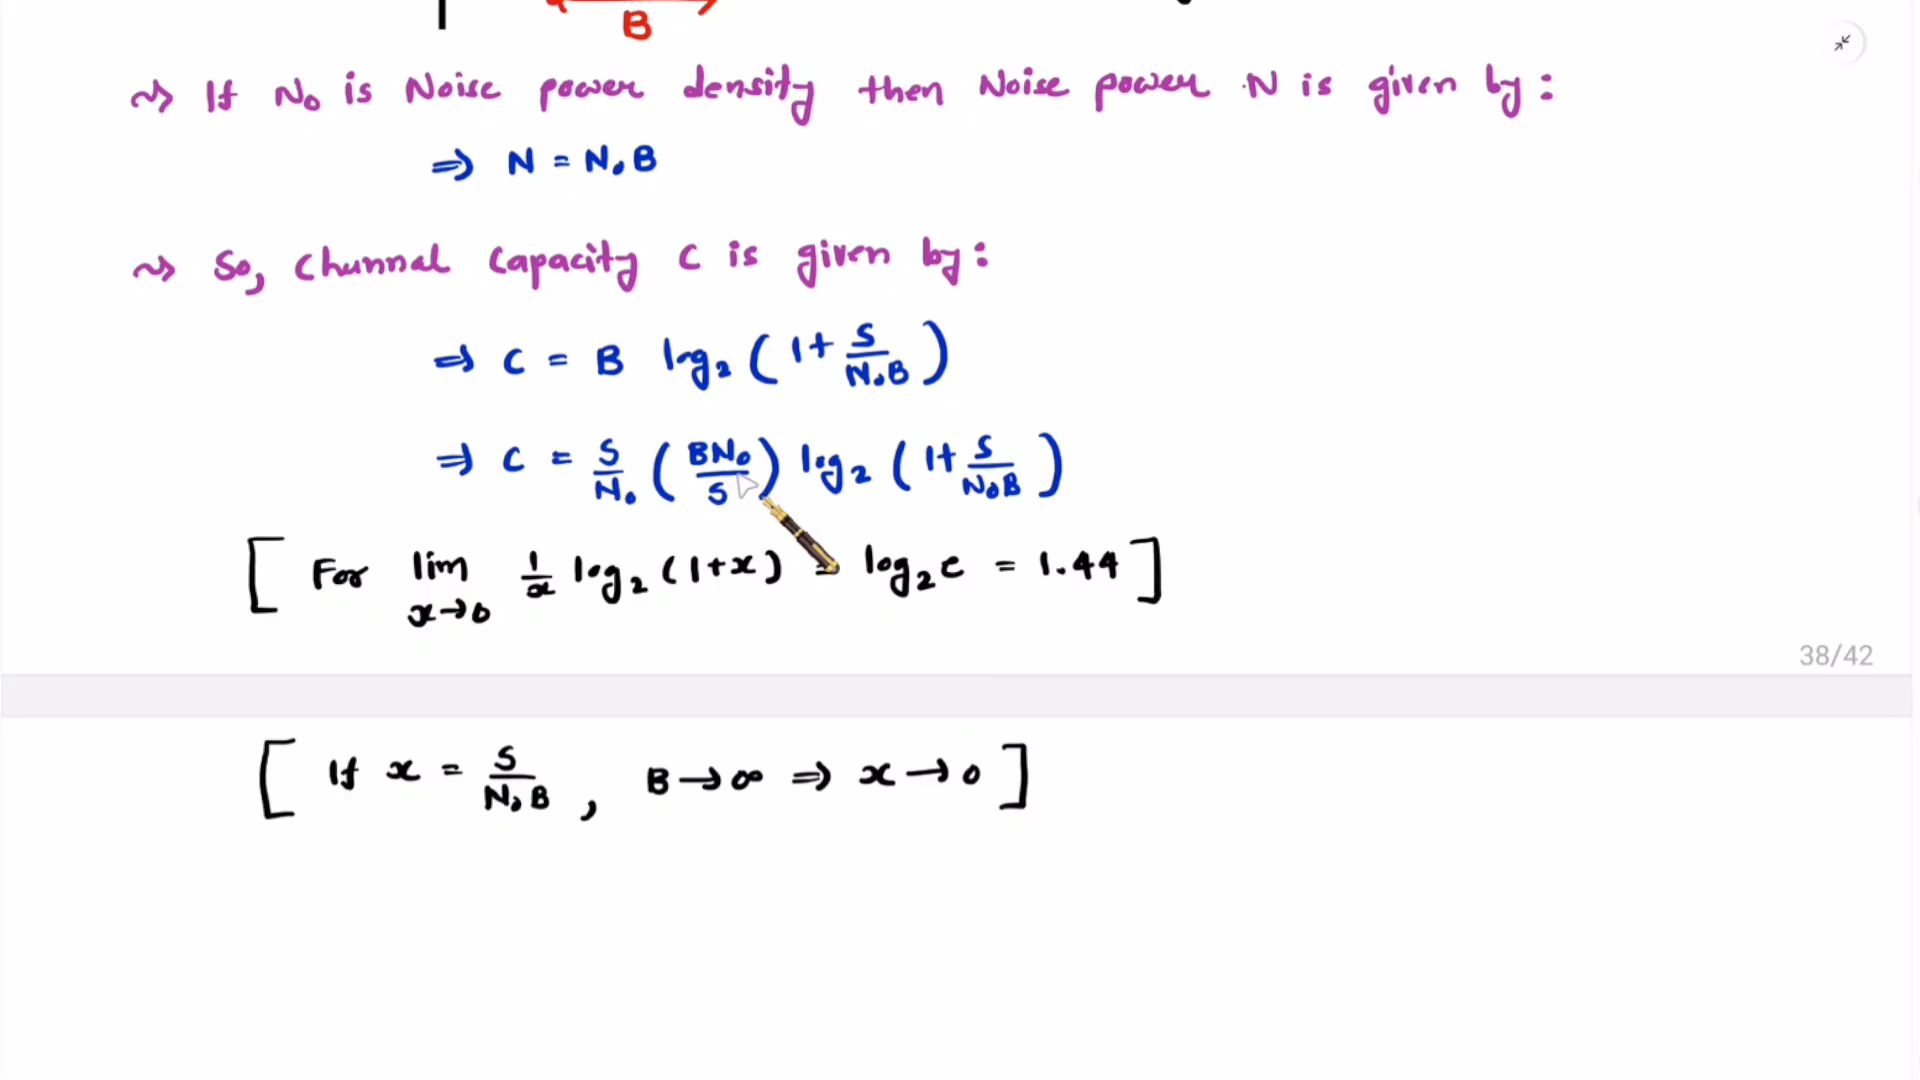 B
~> If N₀ is Noise power density then Noise power N is given by:
⇒ N = N₀B
~> So, Chunnal Capacity C is given by:
⇒ C = B log₂ (1+ S/N₀B)
⇒ C = S/N₀ (BN₀/S) log₂ (1+ S/N₀B)
[ For lim x→0 1/x log₂ (1+x) = log₂e = 1.44 ]
38/42
[ If x = S/N₀B , B→∞ ⇒ x→0 ]